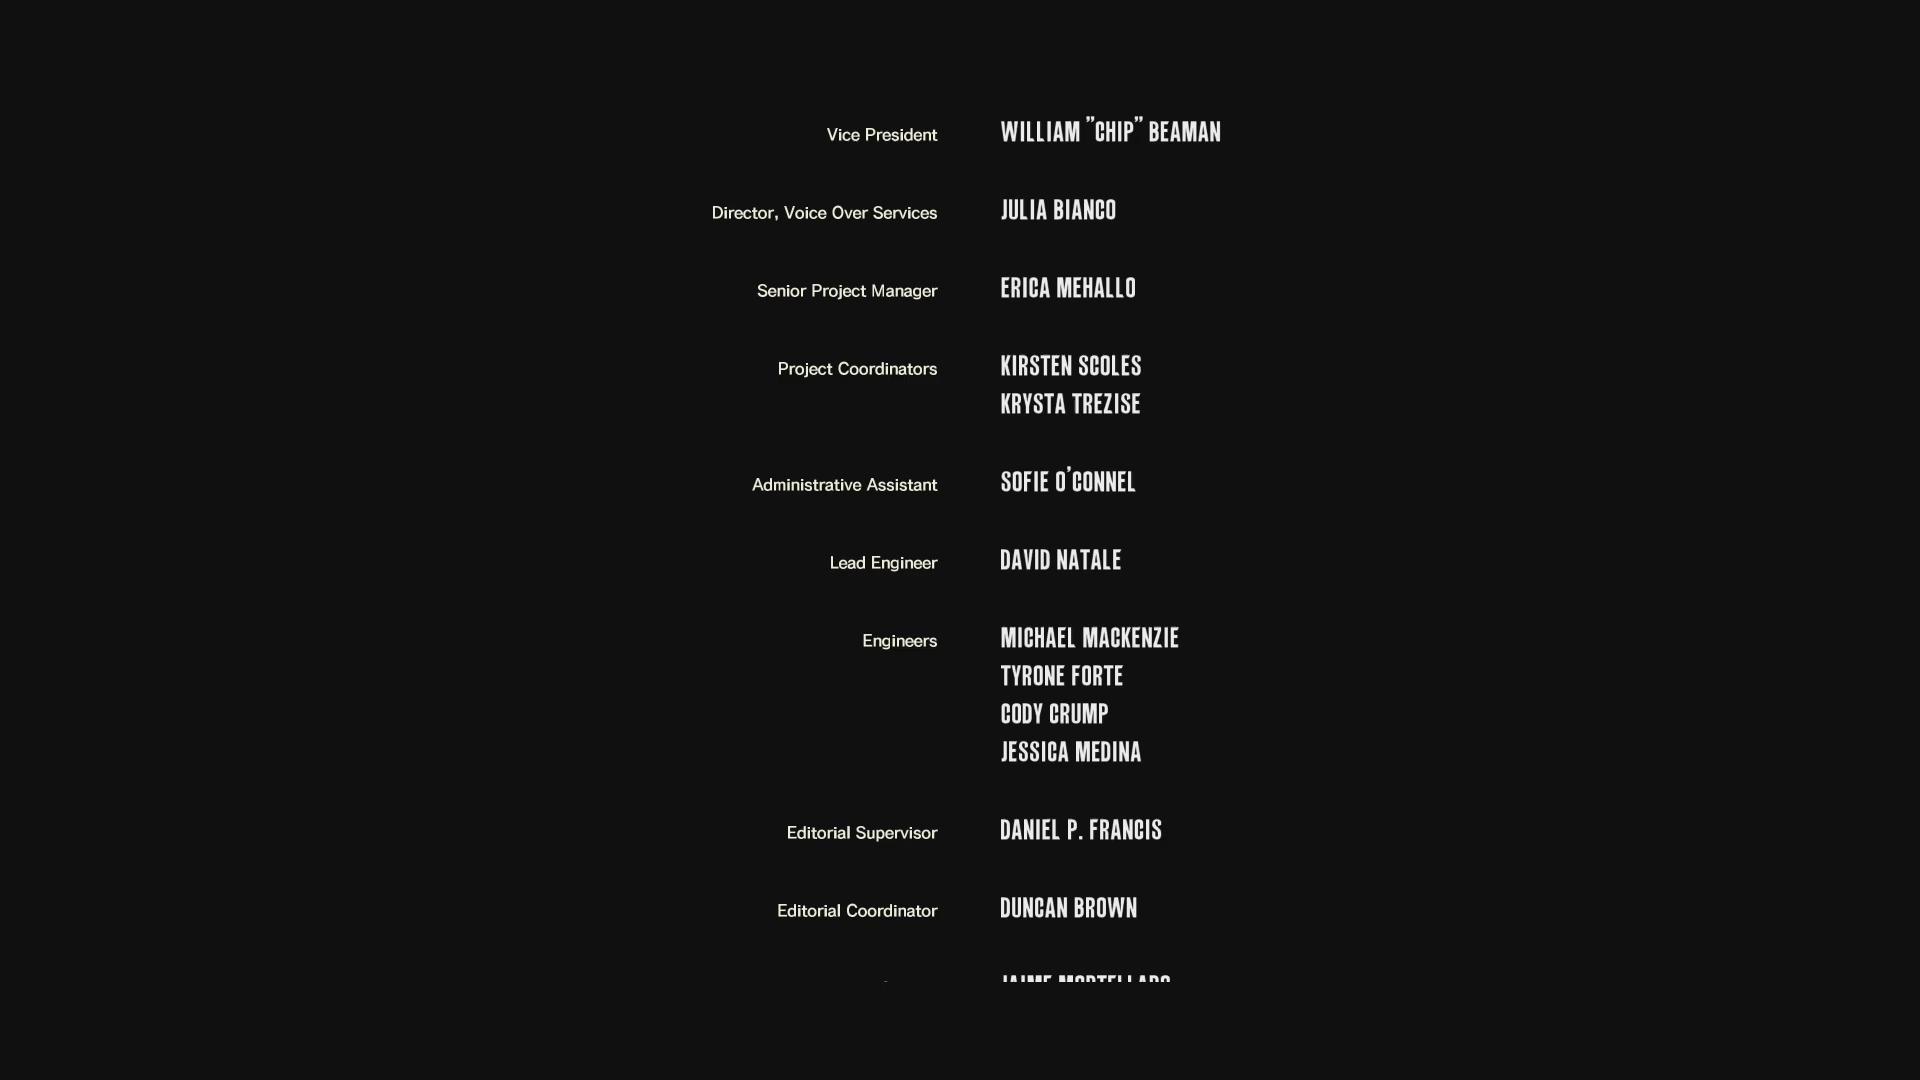 Vice President WILLIAM "CHIP" BEAMAN
Director, Voice Over Services JULIA BIANCO
Senior Project Manager ERICA MEHALLO
Project Coordinators KIRSTEN SCOLES
KRYSTA TREZISE
Administrative Assistant SOFIE O'CONNEL
Lead Engineer DAVID NATALE
Engineers MICHAEL MACKENZIE
TYRONE FORTE
CODY CRUMP
JESSICA MEDINA
Editorial Supervisor DANIEL P. FRANCIS
Editorial Coordinator DUNCAN BROWN
JAIME MORTELLARO